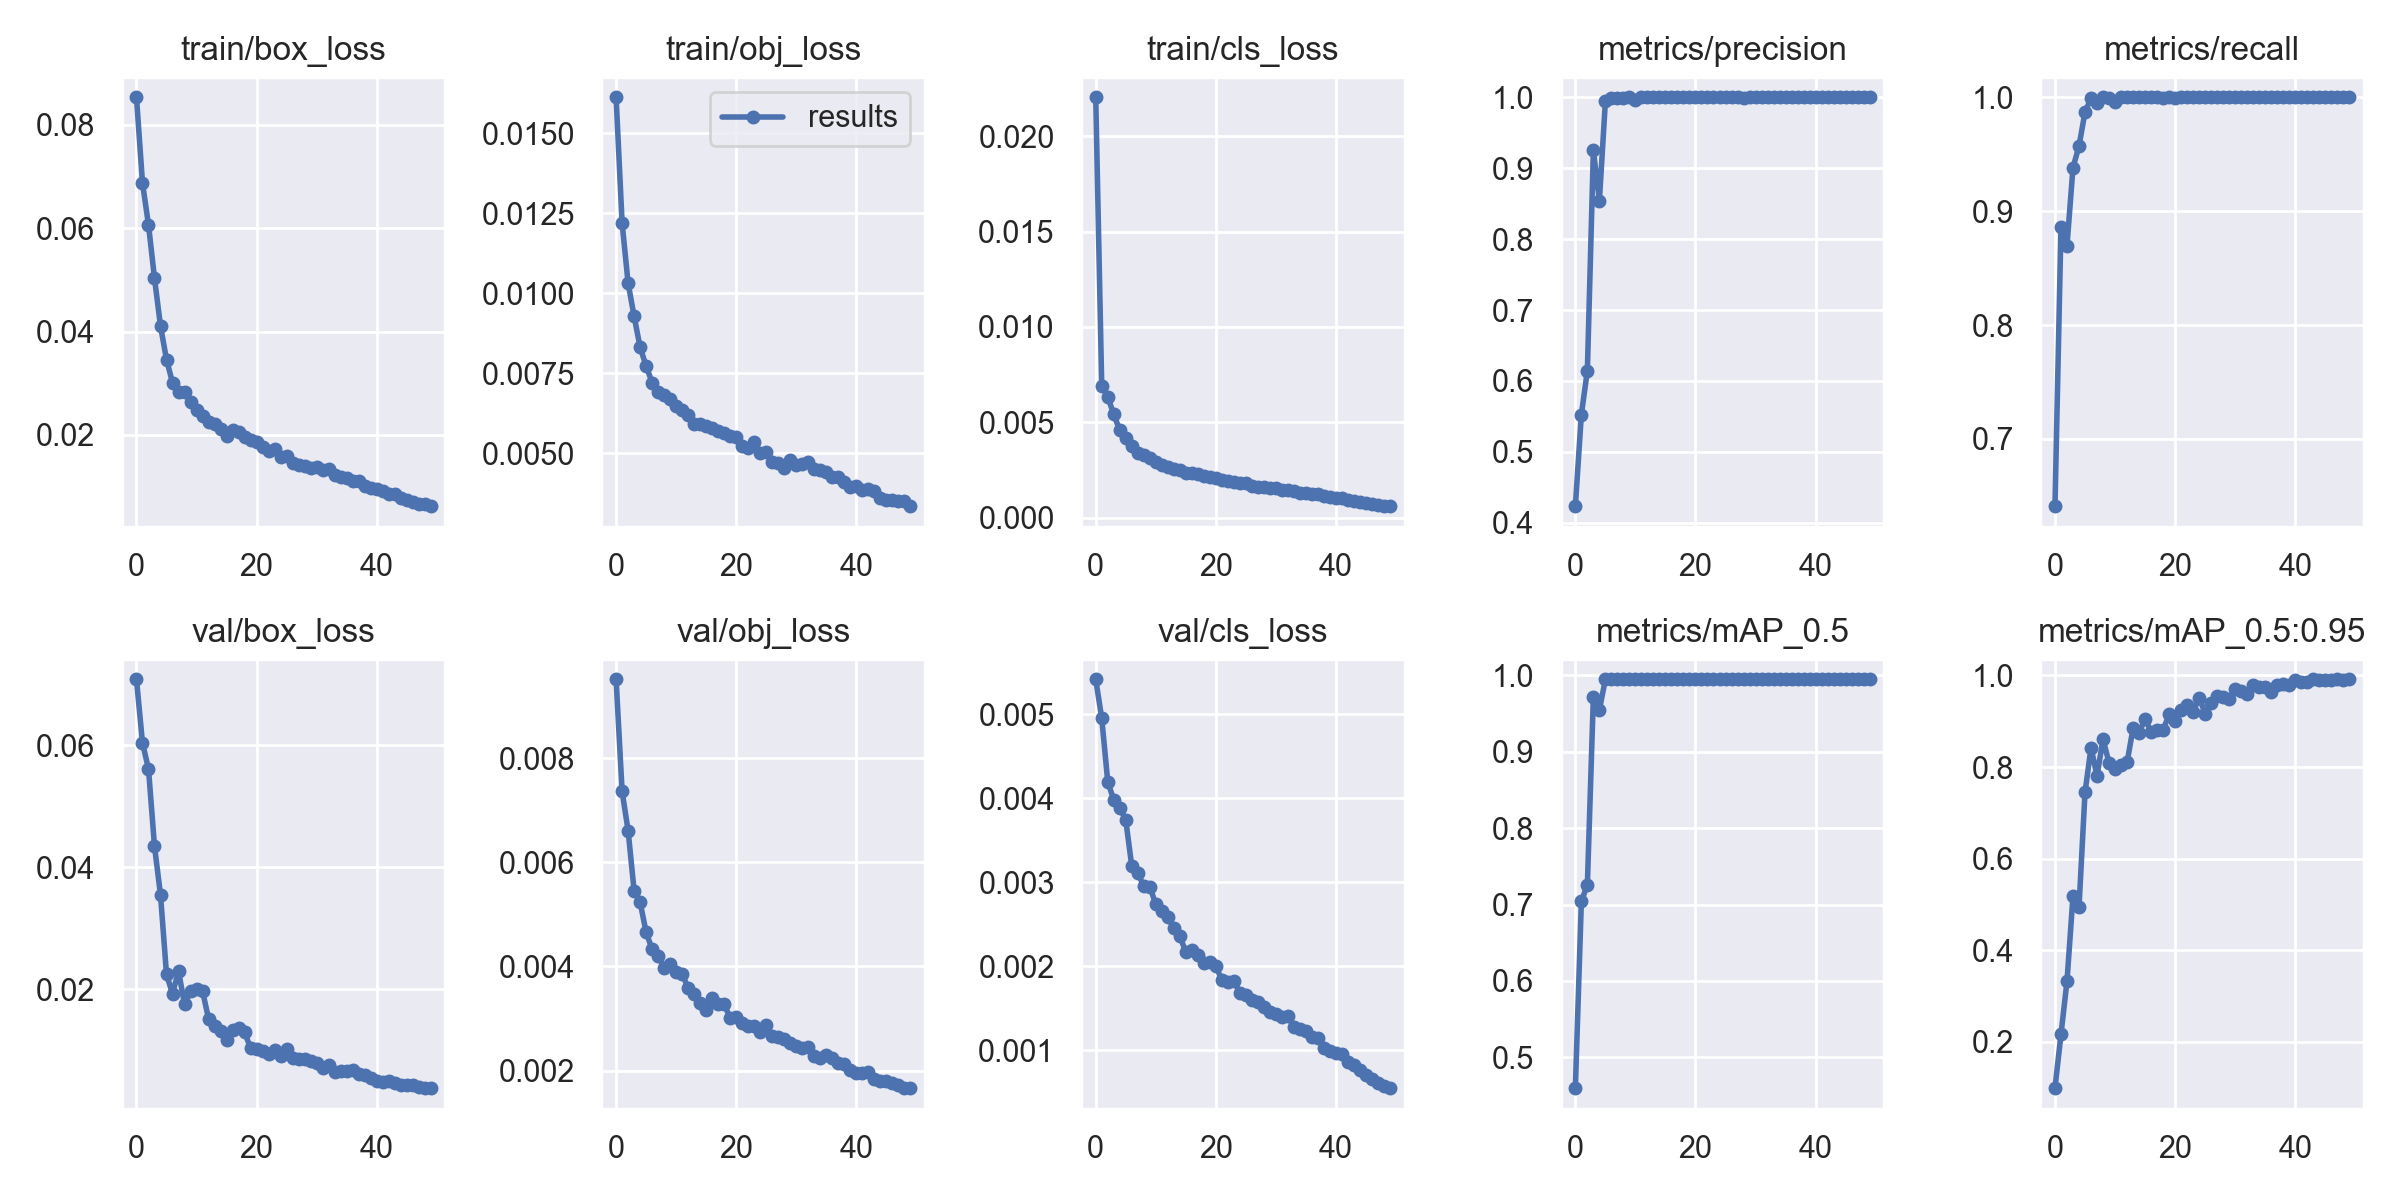 train/box_loss
0.08
0.06
0.04
0.02
0 20 40
train/obj_loss
results
0.0150
0.0125
0.0100
0.0075
0.0050
0 20 40
train/cls_loss
0.020
0.015
0.010
0.005
0.000
0 20 40
metrics/precision
1.0
0.9
0.8
0.7
0.6
0.5
0.4
0 20 40
metrics/recall
1.0
0.9
0.8
0.7
0 20 40
val/box_loss
0.06
0.04
0.02
0 20 40
val/obj_loss
0.008
0.006
0.004
0.002
0 20 40
val/cls_loss
0.005
0.004
0.003
0.002
0.001
0 20 40
metrics/mAP_0.5
1.0
0.9
0.8
0.7
0.6
0.5
0 20 40
metrics/mAP_0.5:0.95
1.0
0.8
0.6
0.4
0.2
0 20 40